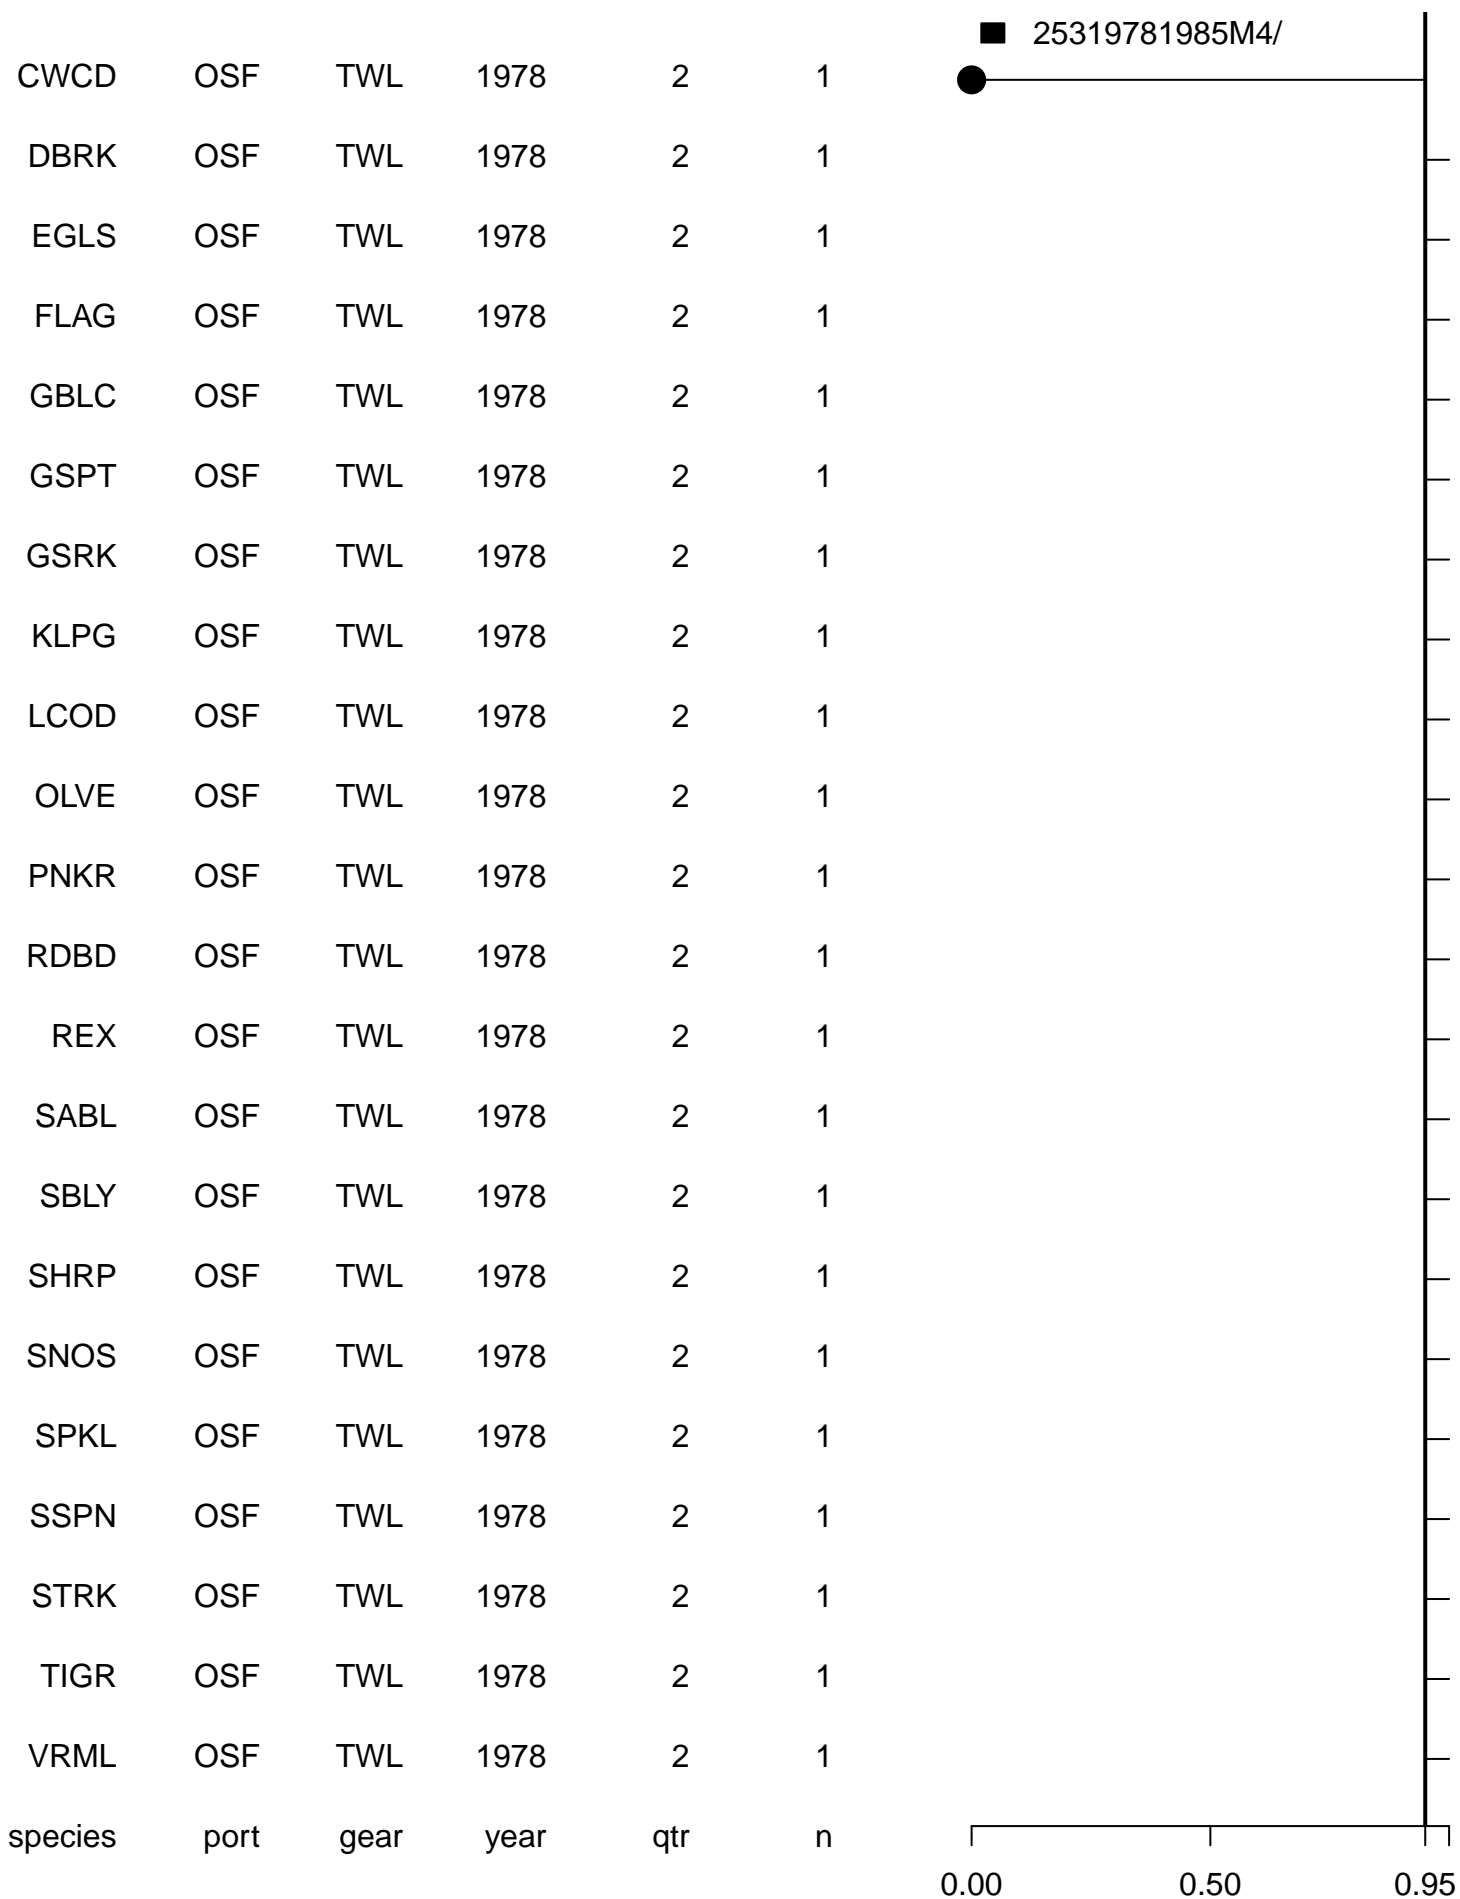 25319781985M4/
CWCD OSF TWL 1978 2 1
DBRK OSF TWL 1978 2 1
EGLS OSF TWL 1978 2 1
FLAG OSF TWL 1978 2 1
GBLC OSF TWL 1978 2 1
GSPT OSF TWL 1978 2 1
GSRK OSF TWL 1978 2 1
KLPG OSF TWL 1978 2 1
LCOD OSF TWL 1978 2 1
OLVE OSF TWL 1978 2 1
PNKR OSF TWL 1978 2 1
RDBD OSF TWL 1978 2 1
REX OSF TWL 1978 2 1
SABL OSF TWL 1978 2 1
SBLY OSF TWL 1978 2 1
SHRP OSF TWL 1978 2 1
SNOS OSF TWL 1978 2 1
SPKL OSF TWL 1978 2 1
SSPN OSF TWL 1978 2 1
STRK OSF TWL 1978 2 1
TIGR OSF TWL 1978 2 1
VRML OSF TWL 1978 2 1
species port gear year qtr n
0.00 0.50 0.95